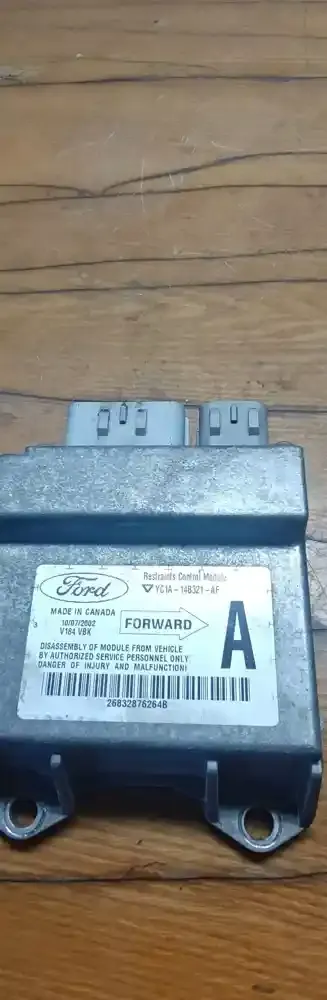 Ford
Restraints Control Module
YC1A-14B321-AF
MADE IN CANADA
10/07/2002
V184 VBK
FORWARD
A
DISASSEMBLY OF MODULE FROM VEHICLE
BY AUTHORIZED SERVICE PERSONNEL ONLY
DANGER OF INJURY AND MALFUNCTION!
26832876264B